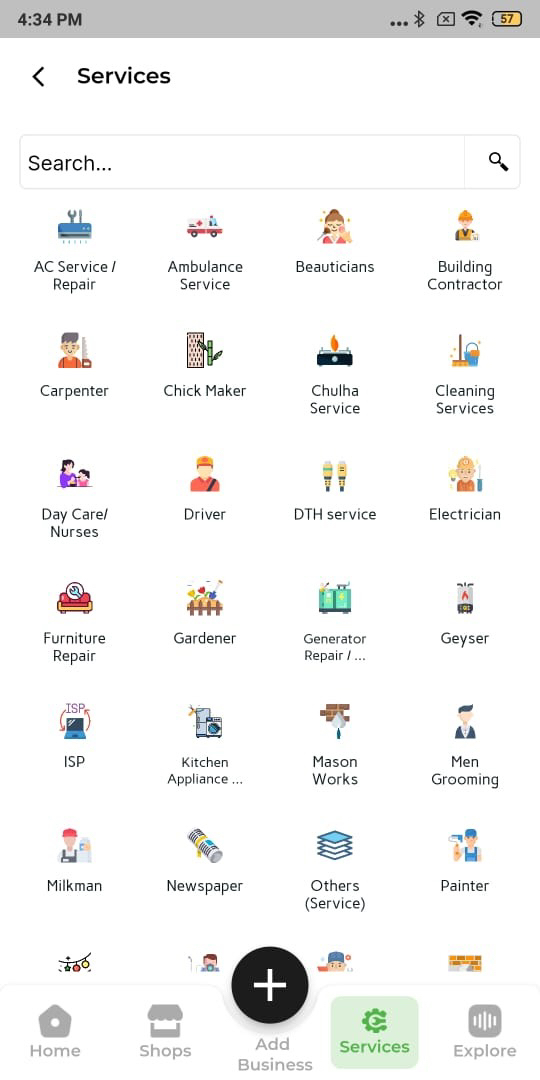 4:34 PM
57
Services
Search...
AC Service /
Repair
Ambulance
Service
Beauticians
Building
Contractor
Carpenter
Chick Maker
Chulha
Service
Cleaning
Services
Day Care/
Nurses
Driver
DTH service
Electrician
Furniture
Repair
Gardener
Generator
Repair / ...
Geyser
ISP
ISP
Kitchen
Appliance ...
Mason
Works
Men
Grooming
Milkman
Newspaper
Others
(Service)
Painter
Home
Shops
Add
Business
Services
Explore